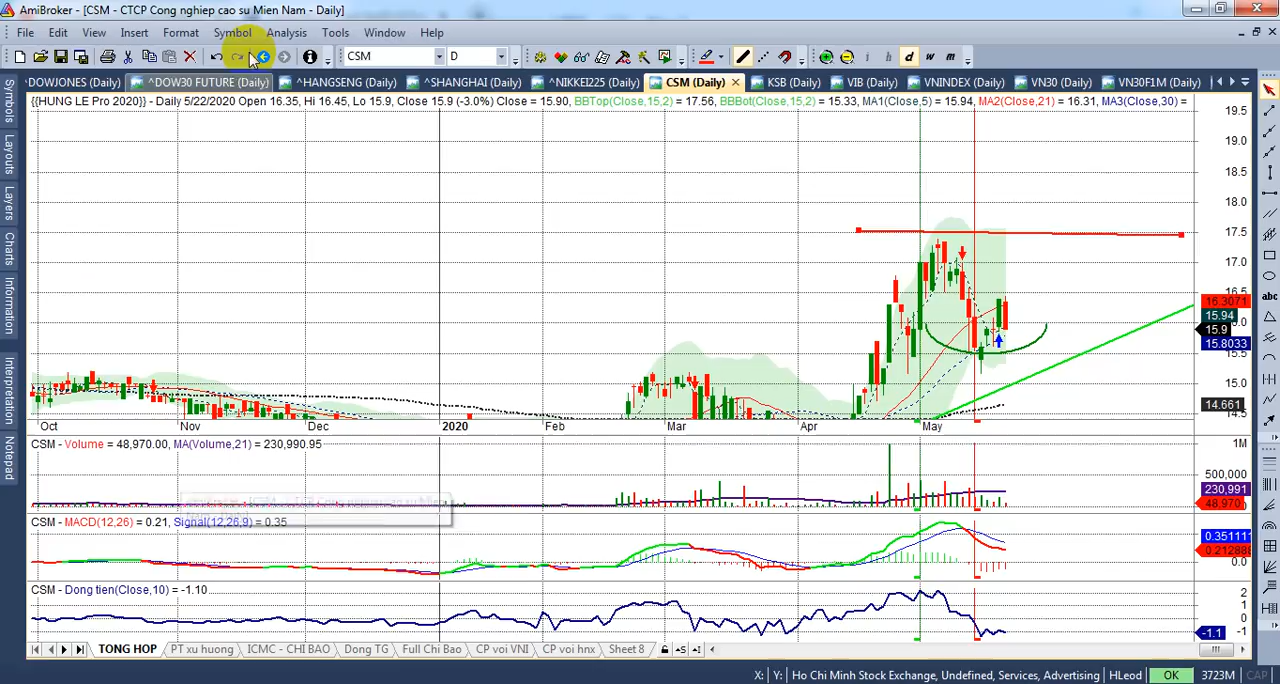 AmiBroker - [CSM - CTCP Cong nghiep cao su Mien Nam - Daily]
File Edit View Insert Format Symbol Analysis Tools Window Help
CSM D i h d w m
^DOWJONES (Daily) ^DOW30 FUTURE (Daily) ^HANGSENG (Daily) ^SHANGHAI (Daily) ^NIKKEI225 (Daily) CSM (Daily) KSB (Daily) VIB (Daily) VNINDEX (Daily) VN30 (Daily) VN30F1M (Daily)
{{HUNG LE Pro 2020}} - Daily 5/22/2020 Open 16.35, Hi 16.45, Lo 15.9, Close 15.9 (-3.0%) Close = 15.90, BBTop(Close,15,2) = 17.56, BBBot(Close,15,2) = 15.33, MA1(Close,5) = 15.94, MA2(Close,21) = 16.31, MA3(Close,30) =
Symbols
Layouts
Layers
Charts
Information
Interpretation
Notepad
abc
19.5
19.0
18.5
18.0
17.5
17.0
16.5
16.3071
15.94
15.9
15.8033
15.5
15.0
14.661
14.5
Oct Nov Dec 2020 Feb Mar Apr May
CSM - Volume = 48,970.00, MA(Volume,21) = 230,990.95
1M
500,000
230,991
48,970
CSM - MACD(12,26) = 0.21, Signal(12,26,9) = 0.35
0.351111
0.212888
0.0
CSM - Dong tien(Close,10) = -1.10
2
1
0
-1
-1.1
TONG HOP PT xu huong ICMC - CHI BAO Dong TG Full Chi Bao CP voi VNI CP voi hnx Sheet 8
X: Y: Ho Chi Minh Stock Exchange, Undefined, Services, Advertising HLeod OK 3723M CAP